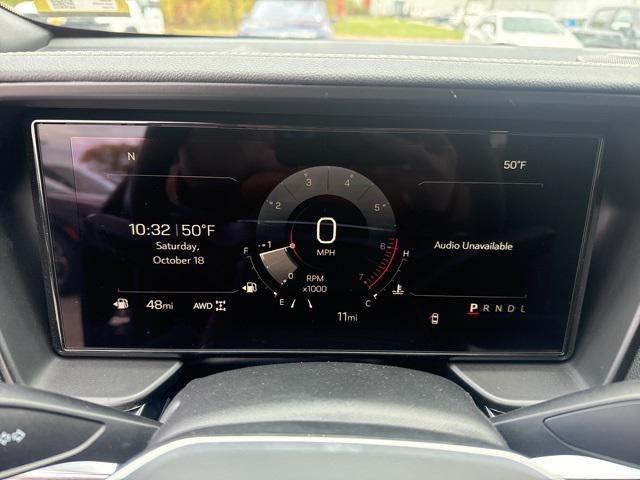 N
50°F
3 4
2 5
10:32 | 50°F
0
Saturday,
October 18
MPH
Audio Unavailable
F 1 6 H
0 7
RPM
x1000
E C
48mi AWD
11mi
P R N D L